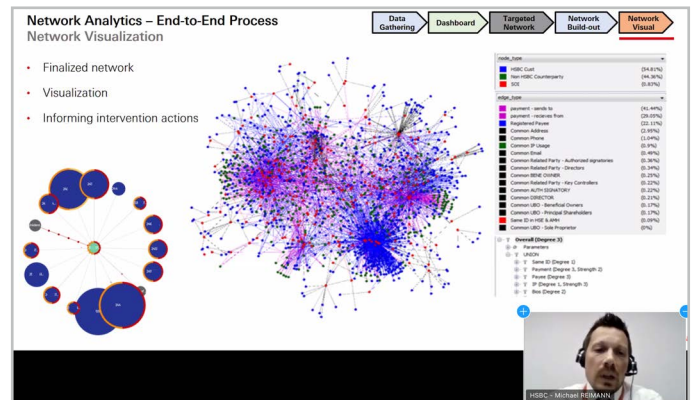 Network Analytics – End-to-End Process
Network Visualization
Data Gathering
Dashboard
Targeted Network
Network Build-out
Network Visual
• Finalized network
• Visualization
• Informing intervention actions
node_type
HSBC Cust (54.81%)
Non HSBC Counterparty (44.36%)
SOI (0.83%)
edge_type
payment - sends to (41.44%)
payment - receives from (29.03%)
Registered Payee (22.11%)
Common Address (2.95%)
Common Phone (1.04%)
Common IP Usage (0.9%)
Common Email (0.48%)
Common Related Party - Authorized signatories (0.36%)
Common Related Party - Directors (0.34%)
Common BENE OWNER (0.25%)
Common Related Party - Key Controllers (0.22%)
Common AUTH SIGNATORY (0.22%)
Common DIRECTOR (0.21%)
Common UBO - Beneficial Owners (0.17%)
Common UBO - Principal Shareholders (0.17%)
Same ID in HSE & AMH (0.09%)
Common UBO - Sole Proprietor (0%)
Overall (Degree 3)
Parameters
UNION
Same ID (Degree 1)
Payment (Degree 3, Strength 2)
Payee (Degree 3)
IP (Degree 1, Strength 3)
HSBC - Michael REIMANN